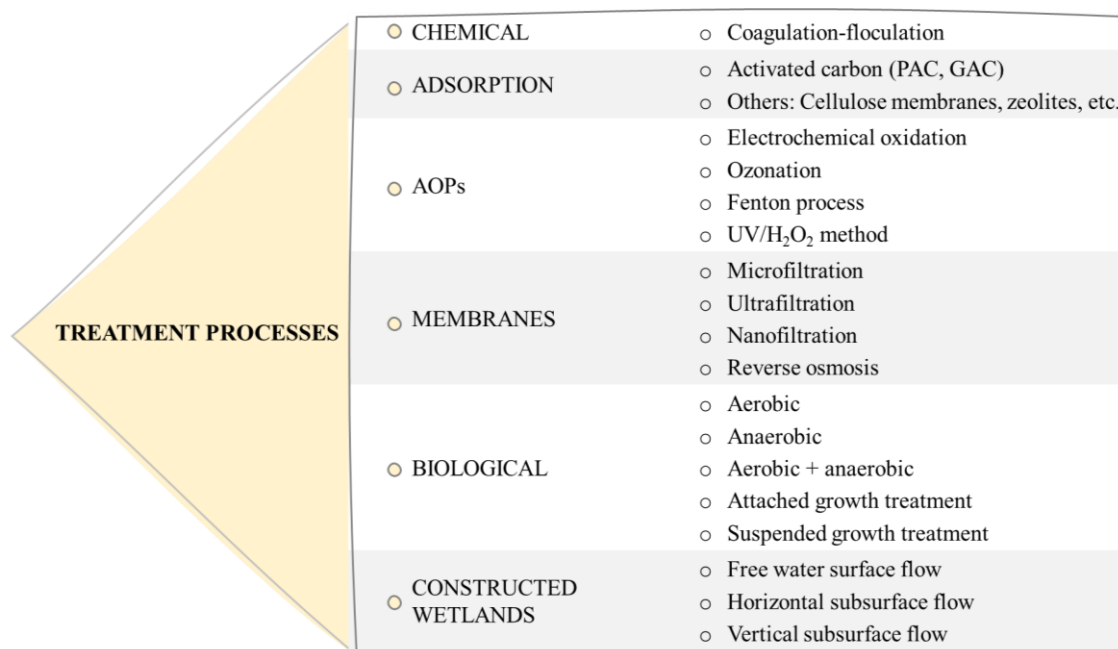 TREATMENT PROCESSES
CHEMICAL
○ Coagulation-floculation
ADSORPTION
○ Activated carbon (PAC, GAC)
○ Others: Cellulose membranes, zeolites, etc.
AOPs
○ Electrochemical oxidation
○ Ozonation
○ Fenton process
○ UV/H₂O₂ method
MEMBRANES
○ Microfiltration
○ Ultrafiltration
○ Nanofiltration
○ Reverse osmosis
BIOLOGICAL
○ Aerobic
○ Anaerobic
○ Aerobic + anaerobic
○ Attached growth treatment
○ Suspended growth treatment
CONSTRUCTED
WETLANDS
○ Free water surface flow
○ Horizontal subsurface flow
○ Vertical subsurface flow